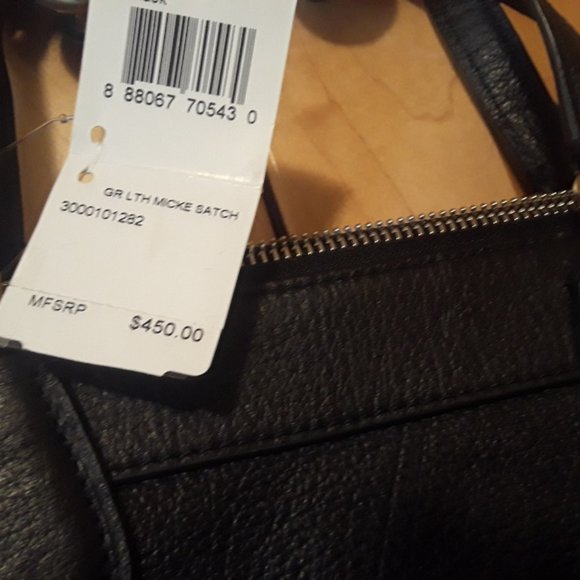 8 88067 70543 0
GR LTH MICKE SATCH
3000101282
MFSRP $450.00